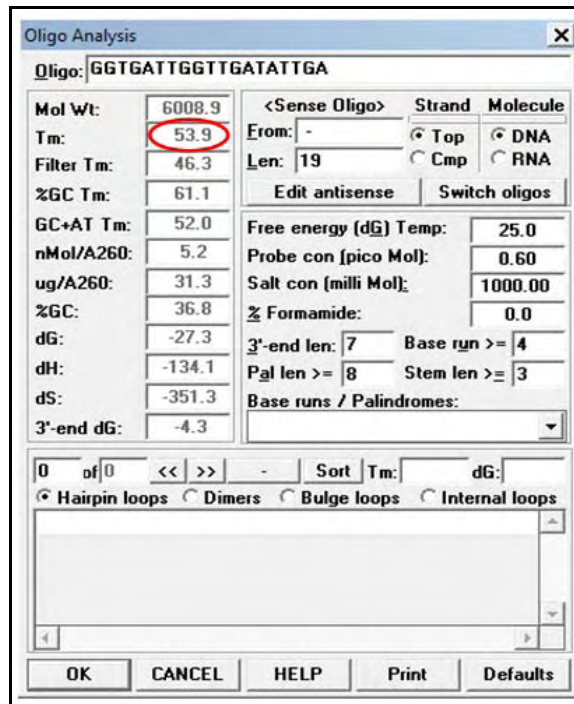 Oligo Analysis
Oligo: GGTGATTGGTTGATATTGA
Mol Wt: 6008.9
Tm: 53.9
Filter Tm: 46.3
%GC Tm: 61.1
GC+AT Tm: 52.0
nMol/A260: 5.2
ug/A260: 31.3
%GC: 36.8
dG: -27.3
dH: -134.1
dS: -351.3
3'-end dG: -4.3
<Sense Oligo> Strand Molecule
From: - Top DNA
Len: 19 Cmp RNA
Edit antisense Switch oligos
Free energy (dG) Temp: 25.0
Probe con (pico Mol): 0.60
Salt con (milli Mol): 1000.00
% Formamide: 0.0
3'-end len: 7 Base run >= 4
Pal len >= 8 Stem len >= 3
Base runs / Palindromes:
0 of 0 << >> - Sort Tm: dG:
Hairpin loops Dimers Bulge loops Internal loops
OK CANCEL HELP Print Defaults